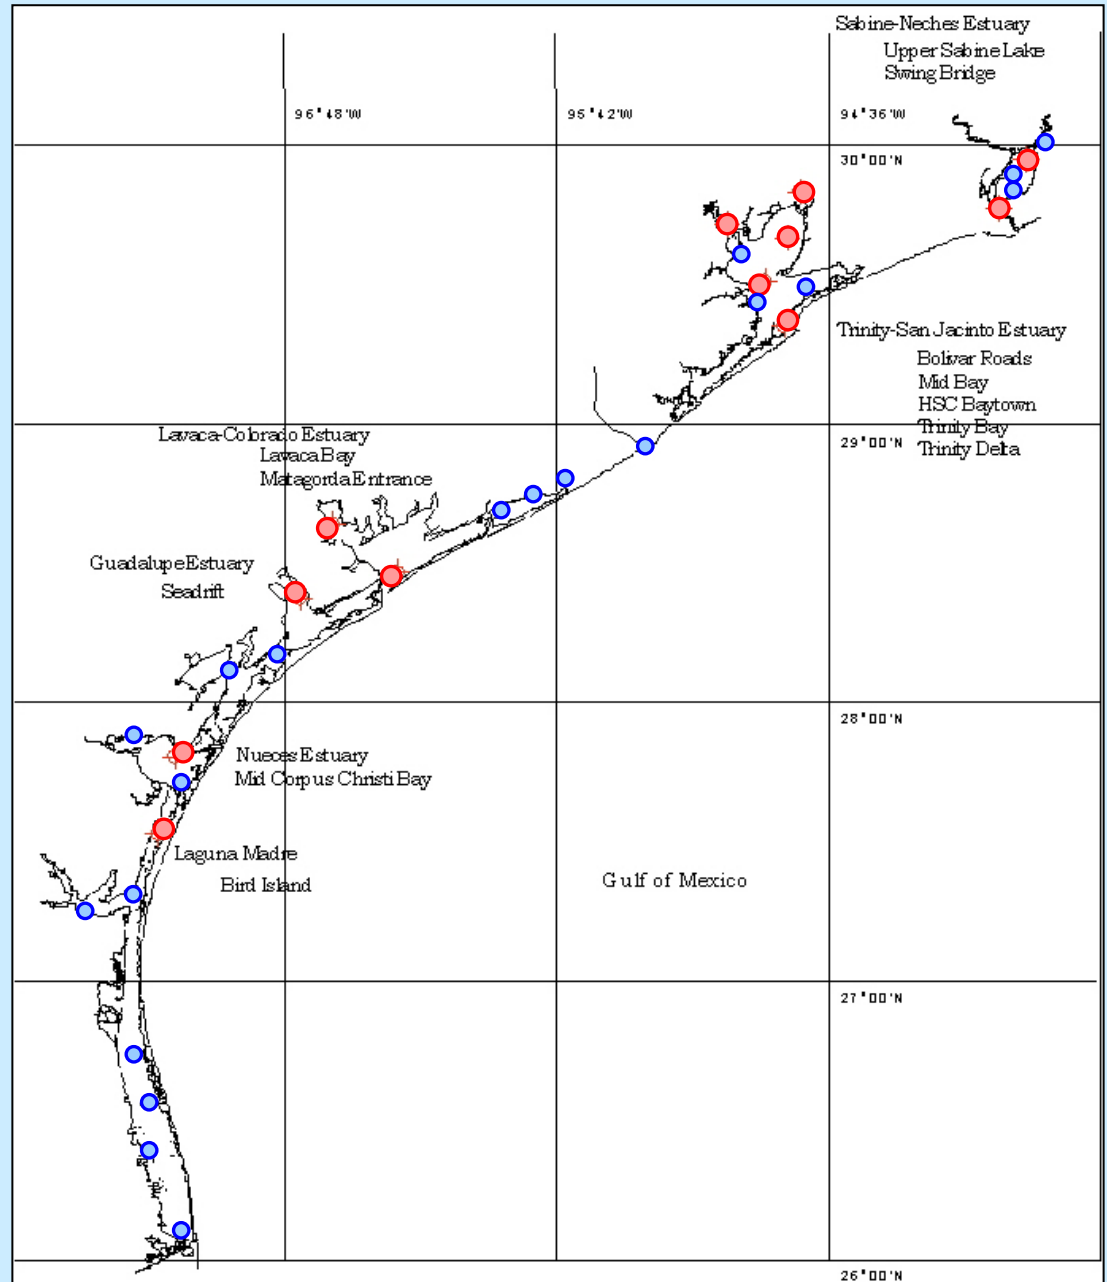 Sabine-Neches Estuary
Upper Sabine Lake
Swing Bridge
96°48'W
95°42'W
94°36'W
30°00'N
Trinity-San Jacinto Estuary
Bolivar Roads
Mid Bay
HSC Baytown
Trinity Bay
Trinity Delta
29°00'N
Lavaca-Colorado Estuary
Lavaca Bay
Matagorda Entrance
Guadalupe Estuary
Seadrift
28°00'N
Nueces Estuary
Mid Corpus Christi Bay
Laguna Madre
Bird Island
Gulf of Mexico
27°00'N
26°00'N